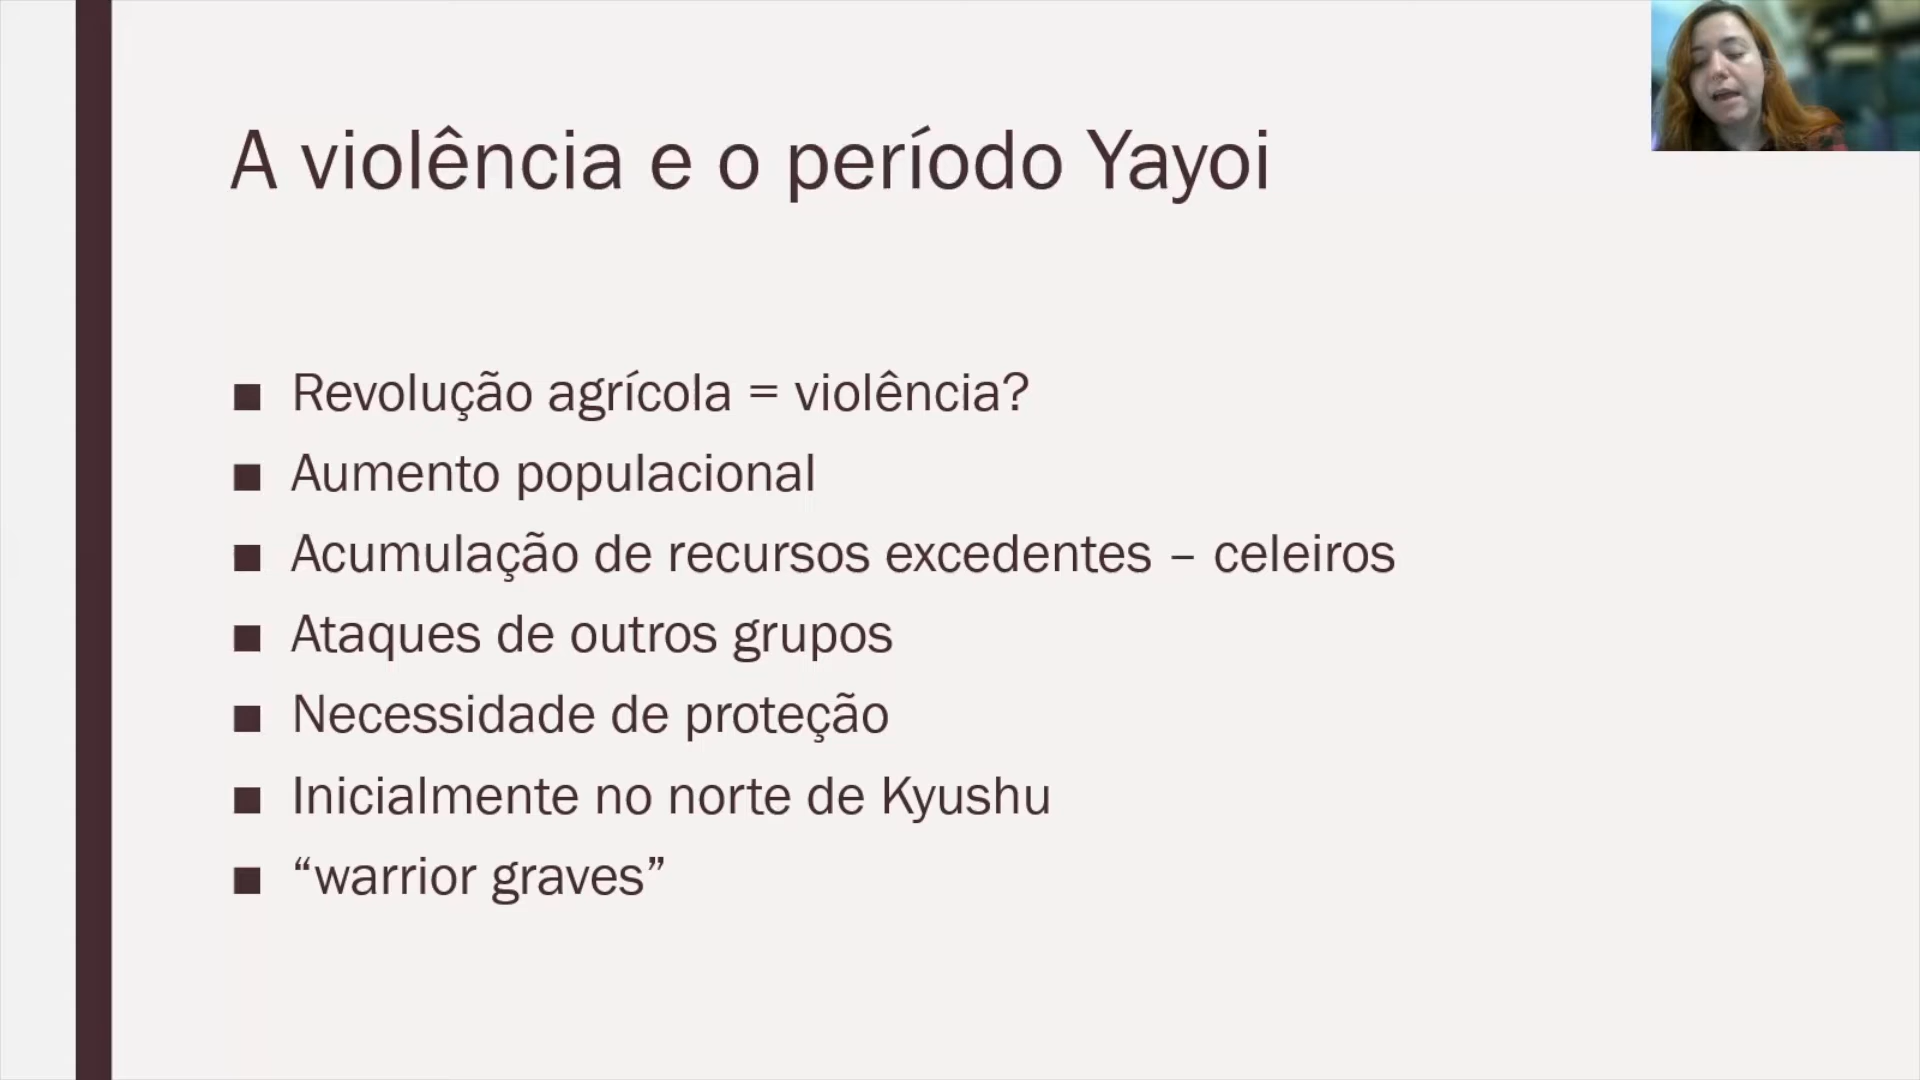 A violência e o período Yayoi
■ Revolução agrícola = violência?
■ Aumento populacional
■ Acumulação de recursos excedentes – celeiros
■ Ataques de outros grupos
■ Necessidade de proteção
■ Inicialmente no norte de Kyushu
■ “warrior graves”